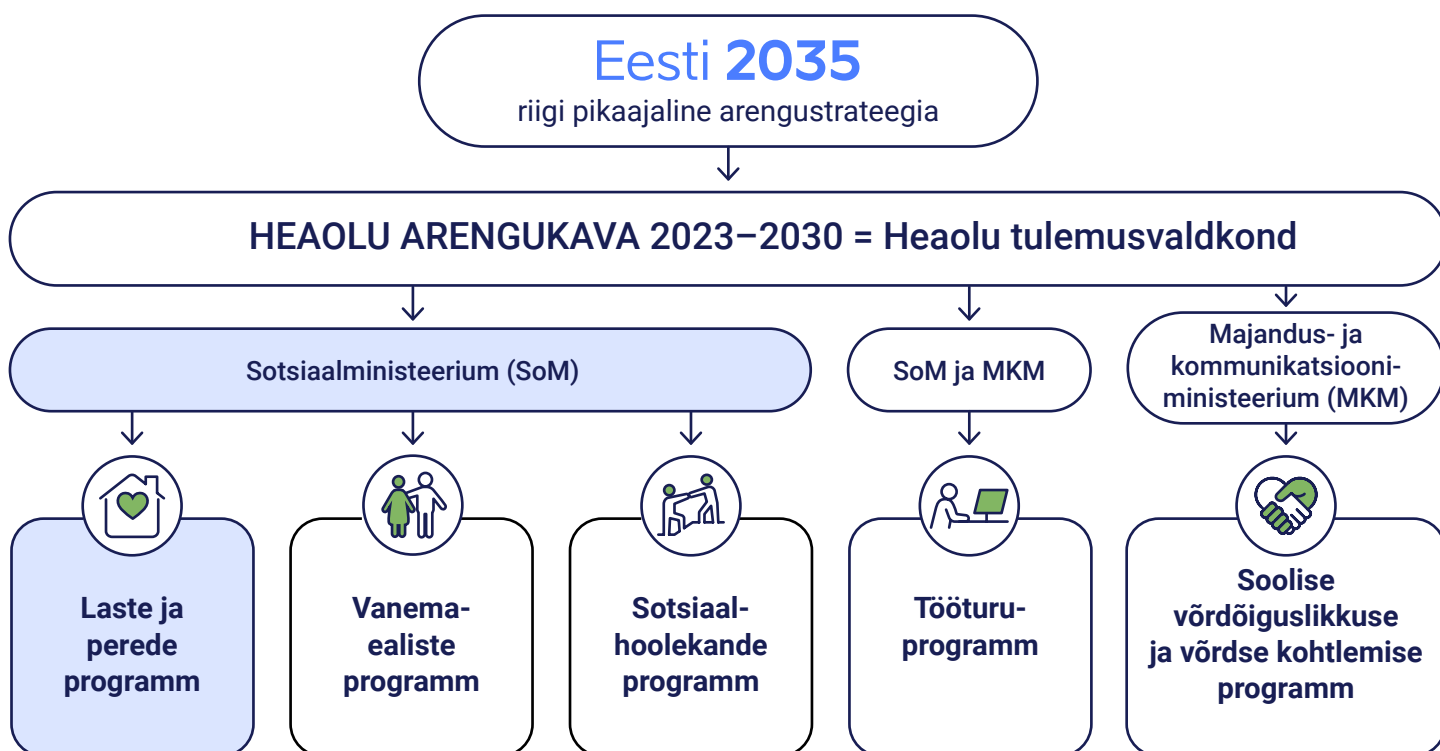 Eesti 2035
riigi pikaajaline arengustrateegia
HEAOLU ARENGUKAVA 2023–2030 = Heaolu tulemusvaldkond
Sotsiaalministeerium (SoM)
SoM ja MKM
Majandus- ja
kommunikatsiooni-
ministeerium (MKM)
Laste ja
perede
programm
Vanema-
ealiste
programm
Sotsiaal-
hoolekande
programm
Tööturu-
programm
Soolise
võrdõiguslikkuse
ja võrdse kohtlemise
programm